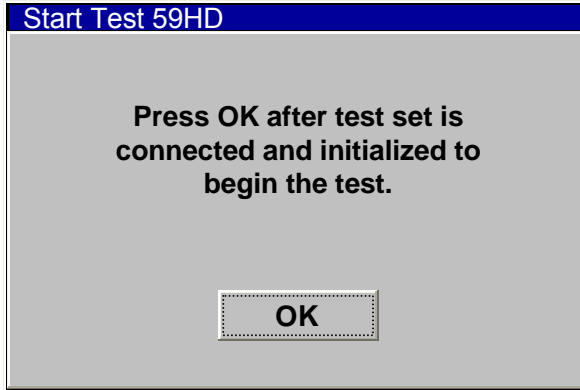 Start Test 59HD
Press OK after test set is
connected and initialized to
begin the test.
OK